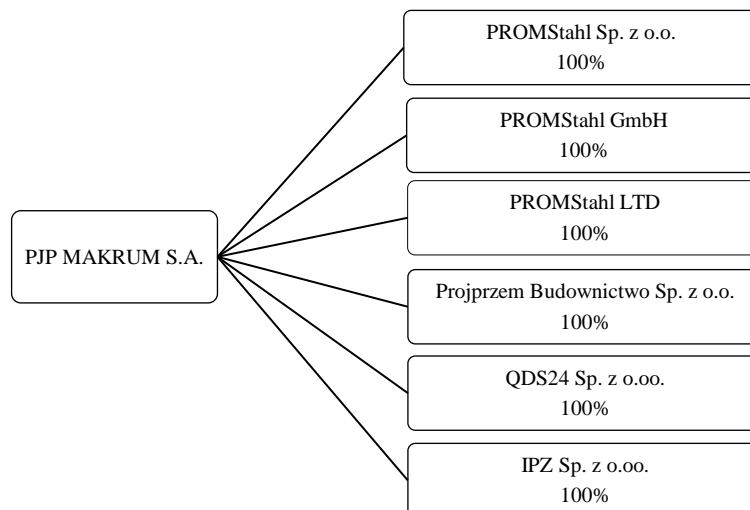 PROMStahl Sp. z o.o.
100%
PROMStahl GmbH
100%
PROMStahl LTD
100%
PJP MAKRUM S.A.
Projprzem Budownictwo Sp. z o.o.
100%
QDS24 Sp. z o.oo.
100%
IPZ Sp. z o.oo.
100%